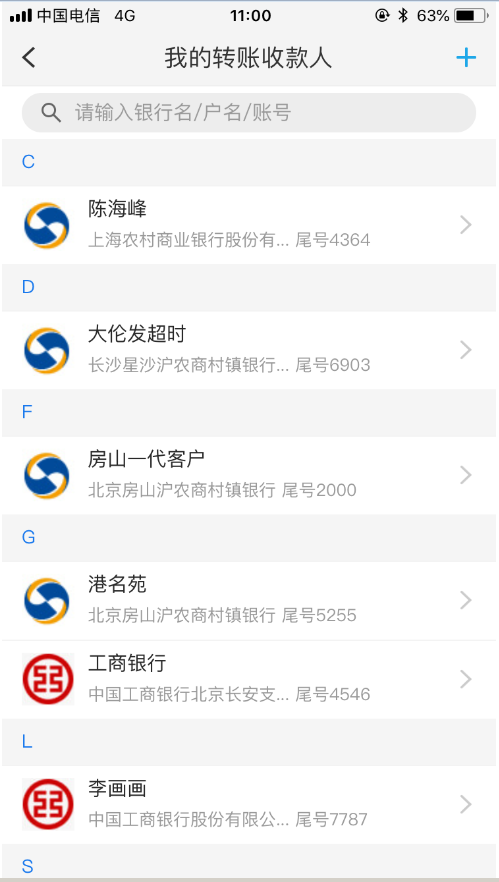 中国电信 4G 11:00 63%
我的转账收款人
请输入银行名/户名/账号
C
陈海峰
上海农村商业银行股份有... 尾号4364
D
大伦发超时
长沙星沙沪农商村镇银行... 尾号6903
F
房山一代客户
北京房山沪农商村镇银行 尾号2000
G
港名苑
北京房山沪农商村镇银行 尾号5255
工商银行
中国工商银行北京长安支... 尾号4546
L
李画画
中国工商银行股份有限公... 尾号7787
S